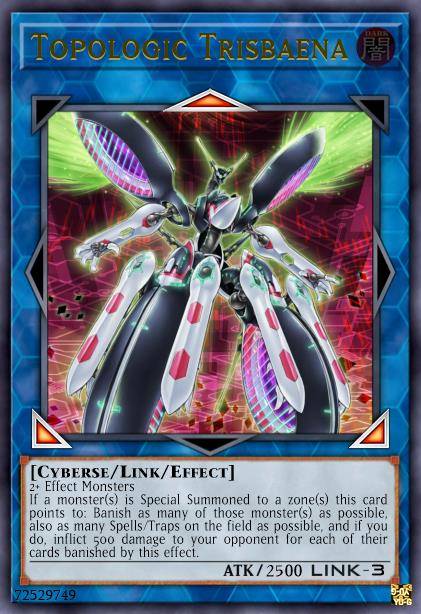 Topologic Trisbaena
DARK
闇
[Cyberse/Link/Effect]
2+ Effect Monsters
If a monster(s) is Special Summoned to a zone(s) this card
points to: Banish as many of those monster(s) as possible,
also as many Spells/Traps on the field as possible, and if you
do, inflict 500 damage to your opponent for each of their
cards banished by this effect.
ATK/2500 LINK-3
72529749